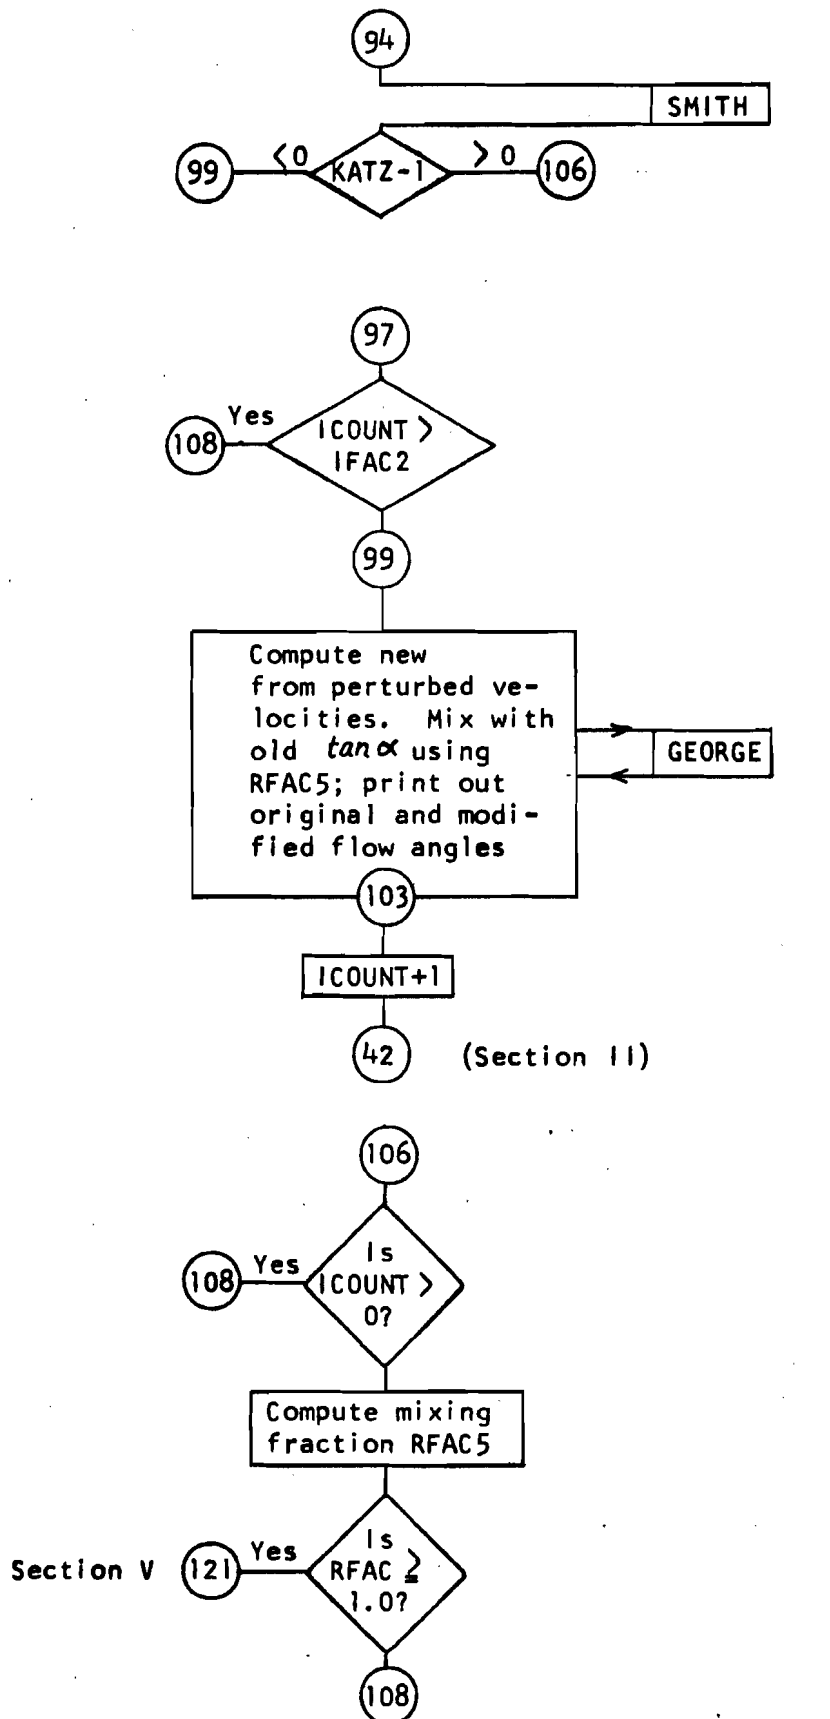 94
SMITH
99 <0 KATZ-1 >0 106
97
Yes
108 ICOUNT >
IFAC2
99
Compute new
from perturbed ve-
locities. Mix with
old tan α using
RFAC5; print out
original and modi-
fied flow angles
GEORGE
103
ICOUNT+1
42 (Section II)
106
Is
108 Yes ICOUNT >
0?
Compute mixing
fraction RFAC5
Is
Section V 121 Yes RFAC ≥
1.0?
108